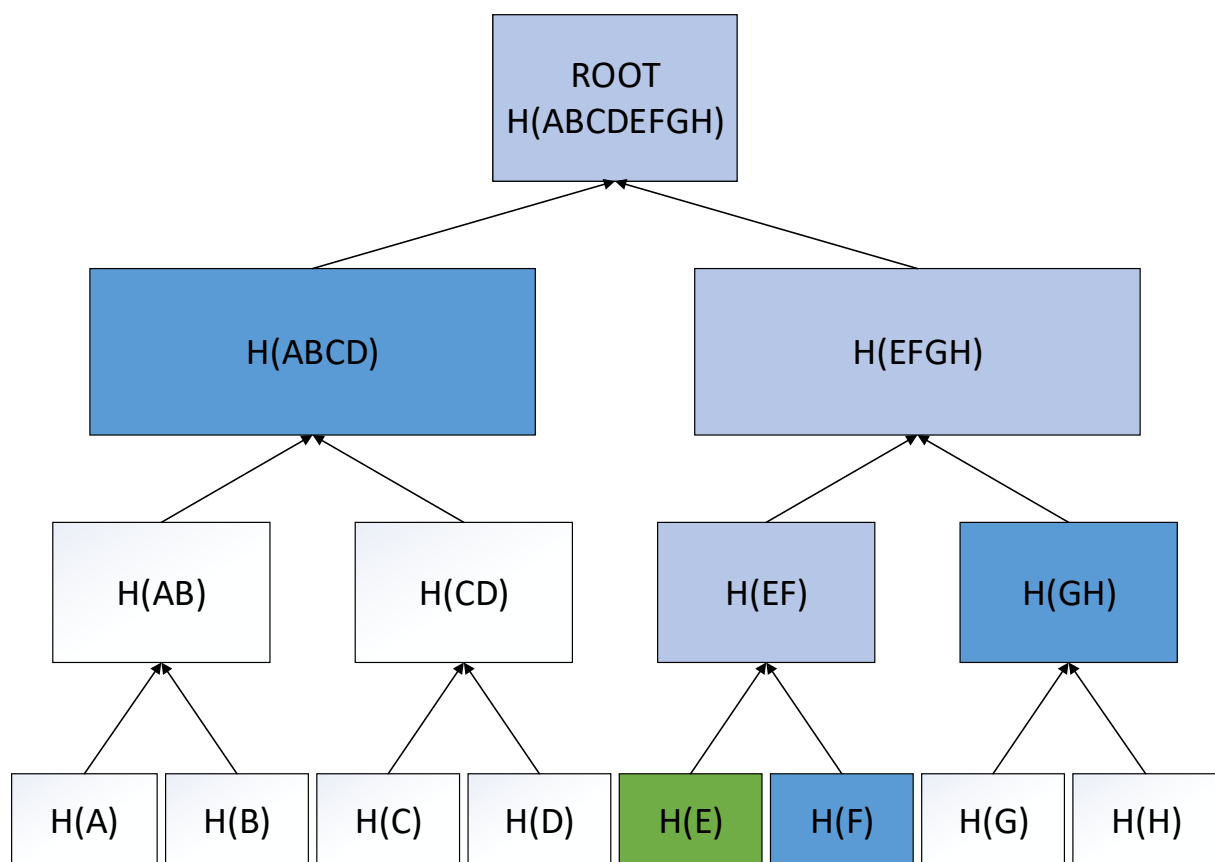 ROOT
H(ABCDEFGH)
H(ABCD)
H(EFGH)
H(AB)
H(CD)
H(EF)
H(GH)
H(A)
H(B)
H(C)
H(D)
H(E)
H(F)
H(G)
H(H)